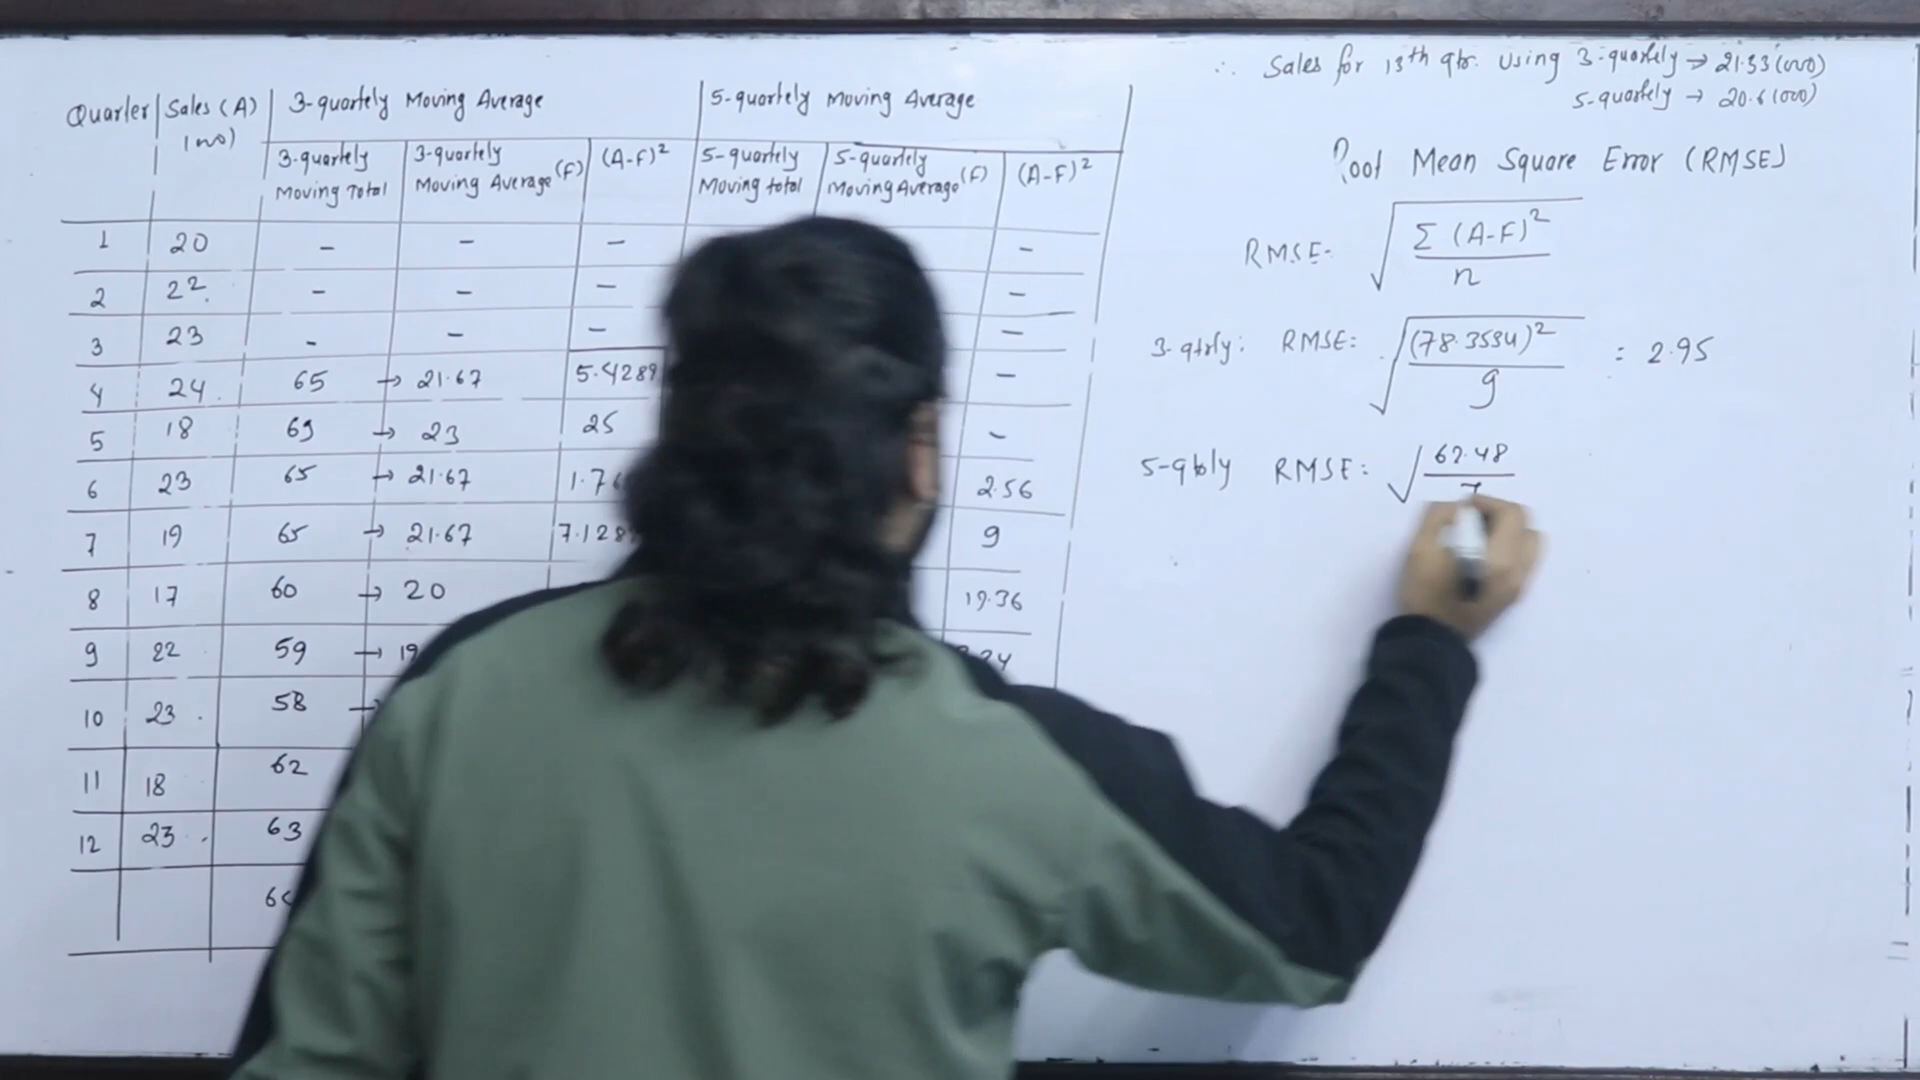 ∴ Sales for 13th qtr. using 3-quartely → 21.33 (000)
5-quartely → 20.6 (000)
Quarter Sales (A) 3-quartely Moving Average 5-quartely Moving Average
(000)
3-quartely Moving Total 3-quartely Moving Average (F) (A-F)² 5-quartely Moving total 5-quartely Moving Average (F) (A-F)²
1 20 - - - -
2 22 - - - -
3 23 - - - -
4 24 65 → 21.67 5.4289 -
5 18 69 → 23 25 -
6 23 65 → 21.67 1.76 2.56
7 19 65 → 21.67 7.128 9
8 17 60 → 20 19.36
9 22 59 → 19 .24
10 23 58 →
11 18 62
12 23 63
Root Mean Square Error (RMSE)
RMSE = √ Σ (A-F)² / n
3-qtrly: RMSE: √ (78.3534)² / 9 = 2.95
5-qtrly RMSE: √ 62.48 / 7